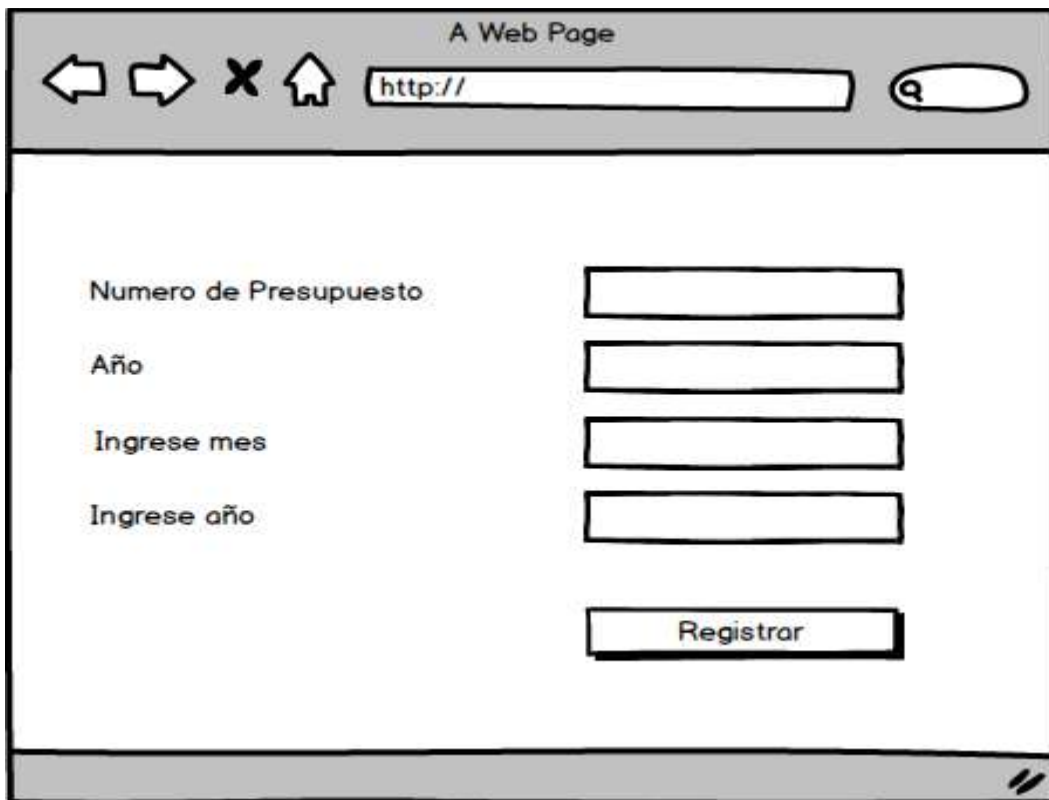 A Web Page
http://
Numero de Presupuesto
Año
Ingrese mes
Ingrese año
Registrar